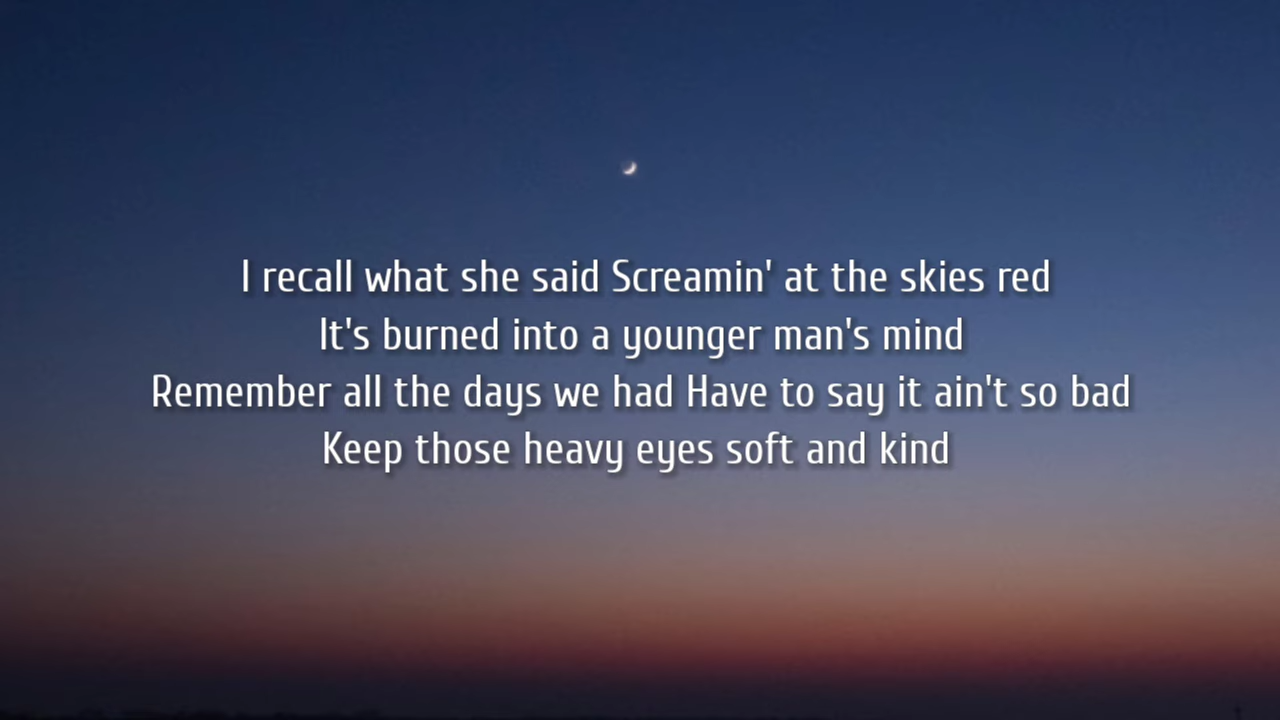 I recall what she said Screamin' at the skies red
It's burned into a younger man's mind
Remember all the days we had Have to say it ain't so bad
Keep those heavy eyes soft and kind